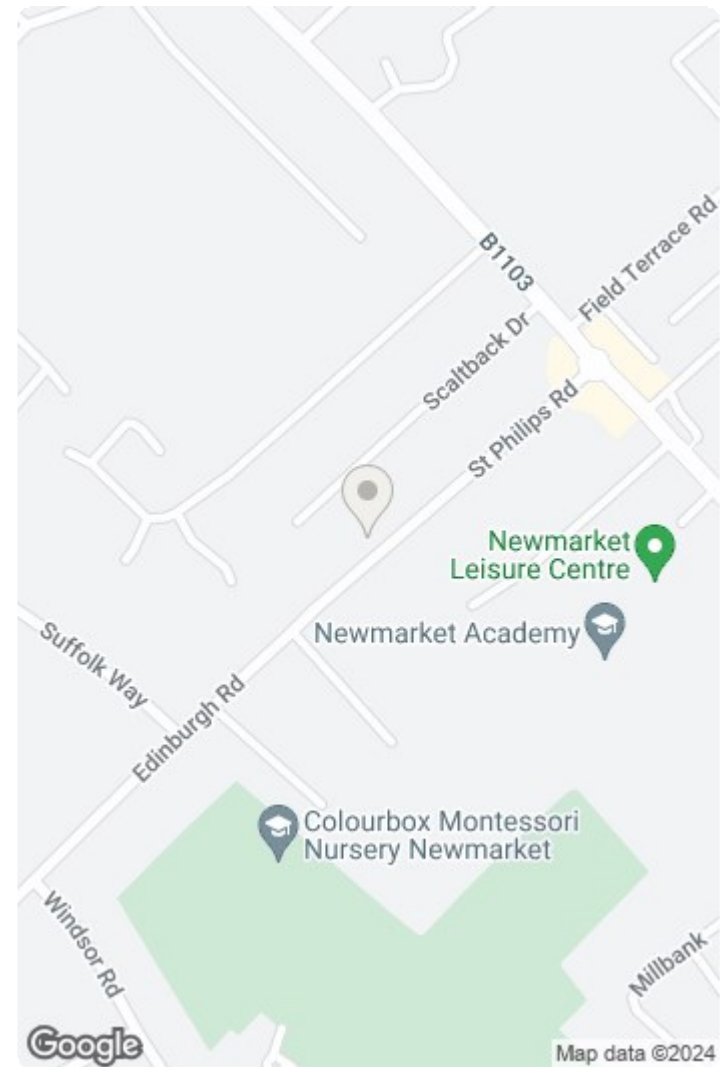 B1103
Field Terrace Rd
Scaltback Dr
St Philips Rd
Newmarket
Leisure Centre
Newmarket Academy
Suffolk Way
Edinburgh Rd
Colourbox Montessori
Nursery Newmarket
Windsor Rd
Millbank
Google
Map data ©2024